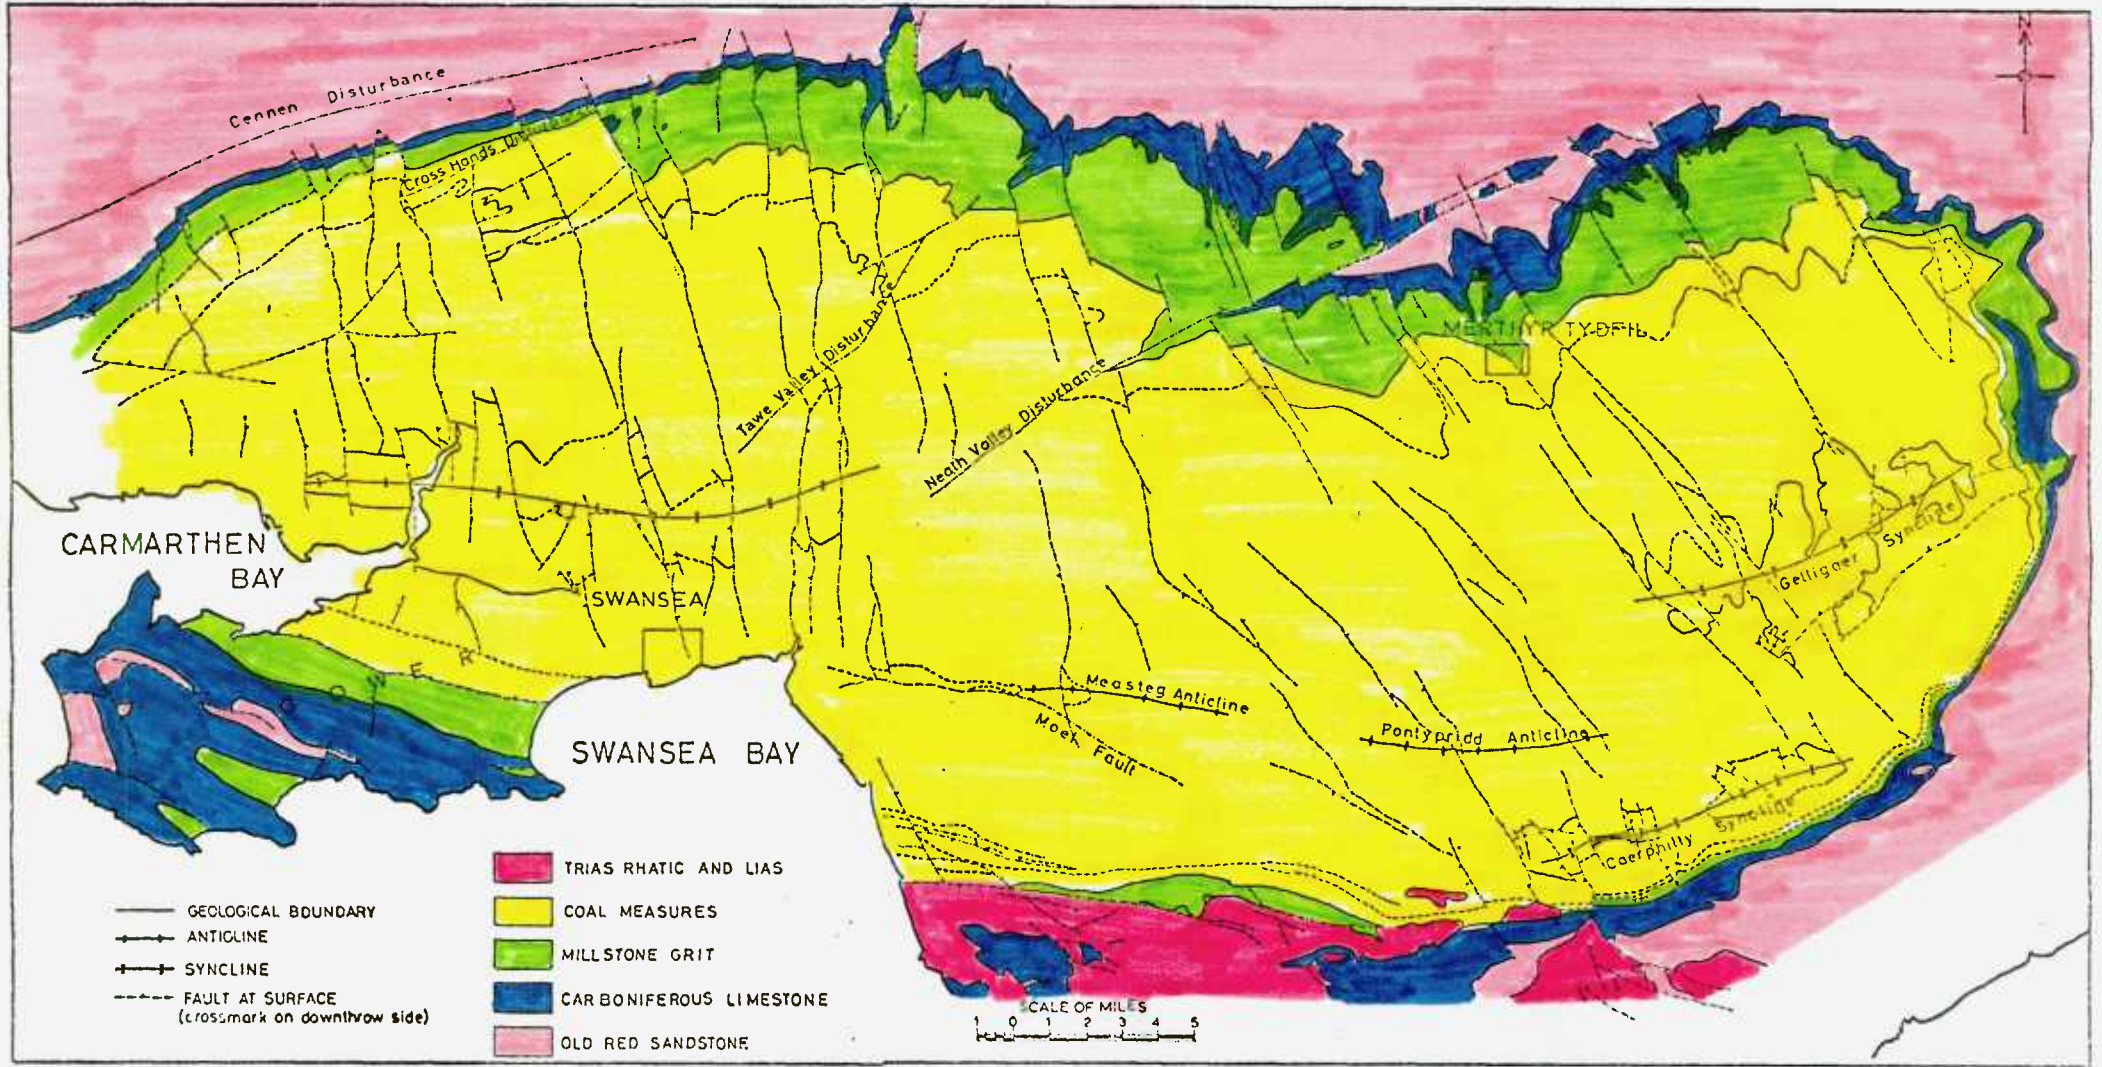 N
Cennen Disturbance
Cross Hands
Tawe Valley Disturbance
Neath Valley Disturbance
MERTHYR TYDFIL
CARMARTHEN
BAY
SWANSEA
Gelligaer Syncline
G O W E R
Measteg Anticline
Moel Fault
Pontypridd Anticline
SWANSEA BAY
Caerphilly Syncline
GEOLOGICAL BOUNDARY
ANTICLINE
SYNCLINE
FAULT AT SURFACE
(crossmark on downthrow side)
TRIAS RHATIC AND LIAS
COAL MEASURES
MILLSTONE GRIT
CARBONIFEROUS LIMESTONE
OLD RED SANDSTONE
SCALE OF MILES
1 0 1 2 3 4 5